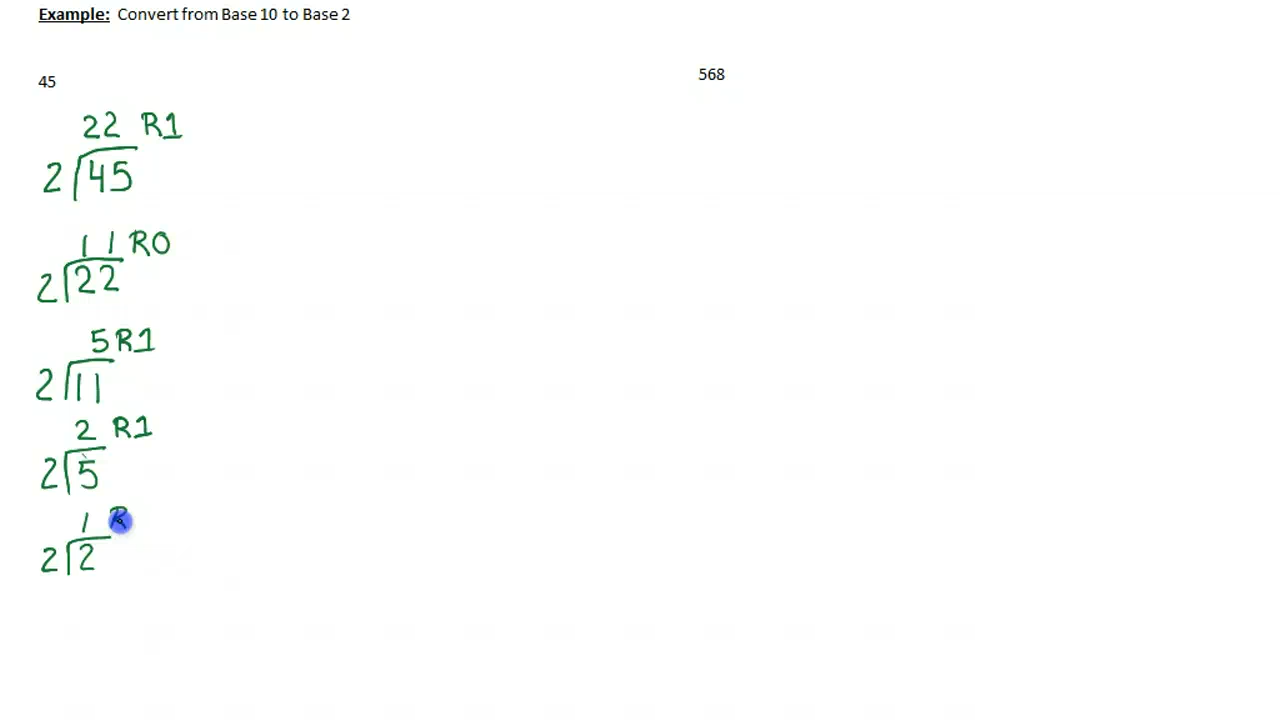 Example: Convert from Base 10 to Base 2
45
568
22 R1
2 45
11 R0
2 22
5 R1
2 11
2 R1
2 5
1 R
2 2